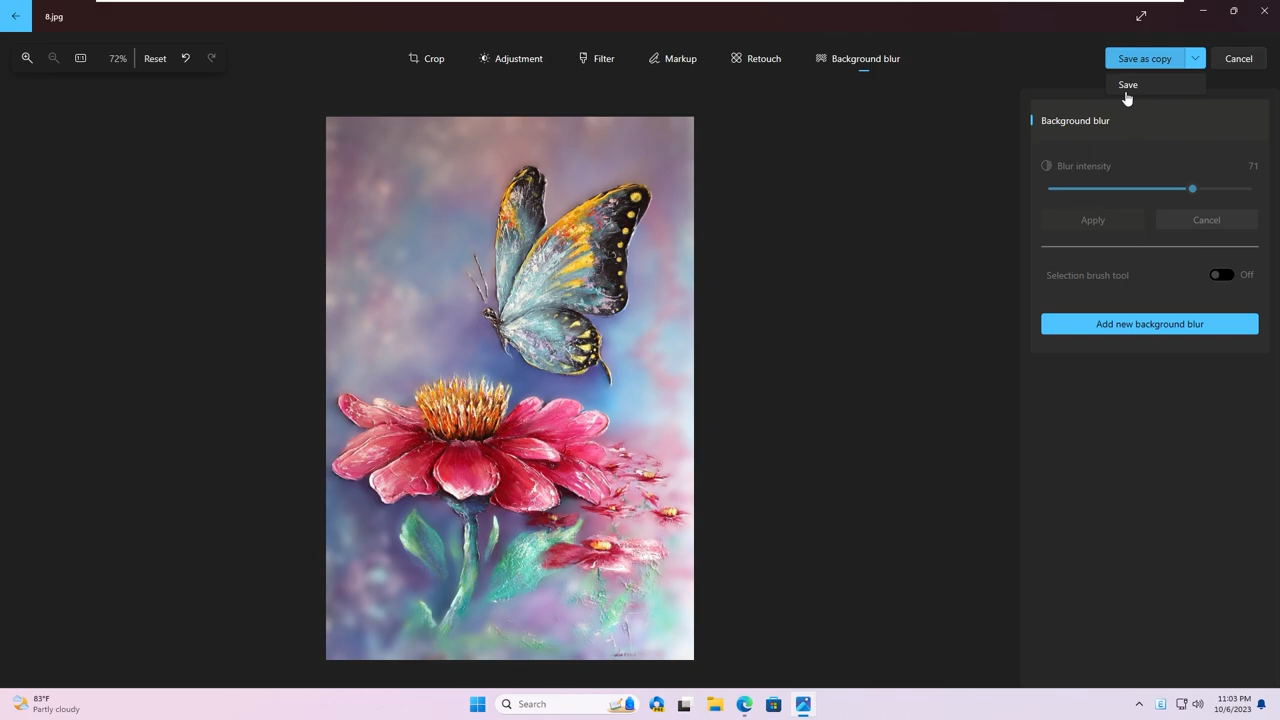 8.jpg
72%
Reset
Crop
Adjustment
Filter
Markup
Retouch
Background blur
Save as copy
Cancel
Save
Background blur
Blur intensity
71
Apply
Cancel
Selection brush tool
Off
Add new background blur
83°F
Partly cloudy
Search
11:03 PM
10/6/2023